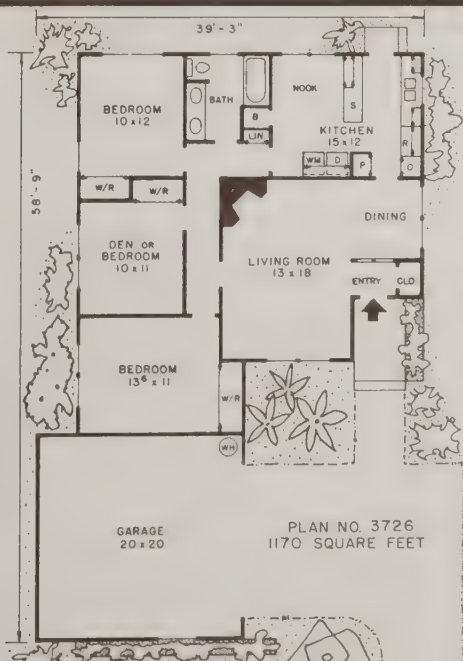 39'-3"
58'-9"
BEDROOM
10 x 12
BATH
B
LIN
NOOK
S
KITCHEN
15 x 12
R
O
WM
D
P
W/R
W/R
DINING
DEN OR
BEDROOM
10 x 11
LIVING ROOM
13 x 18
ENTRY
CLO
BEDROOM
13⁶ x 11
W/R
WH
GARAGE
20 x 20
PLAN NO. 3726
1170 SQUARE FEET